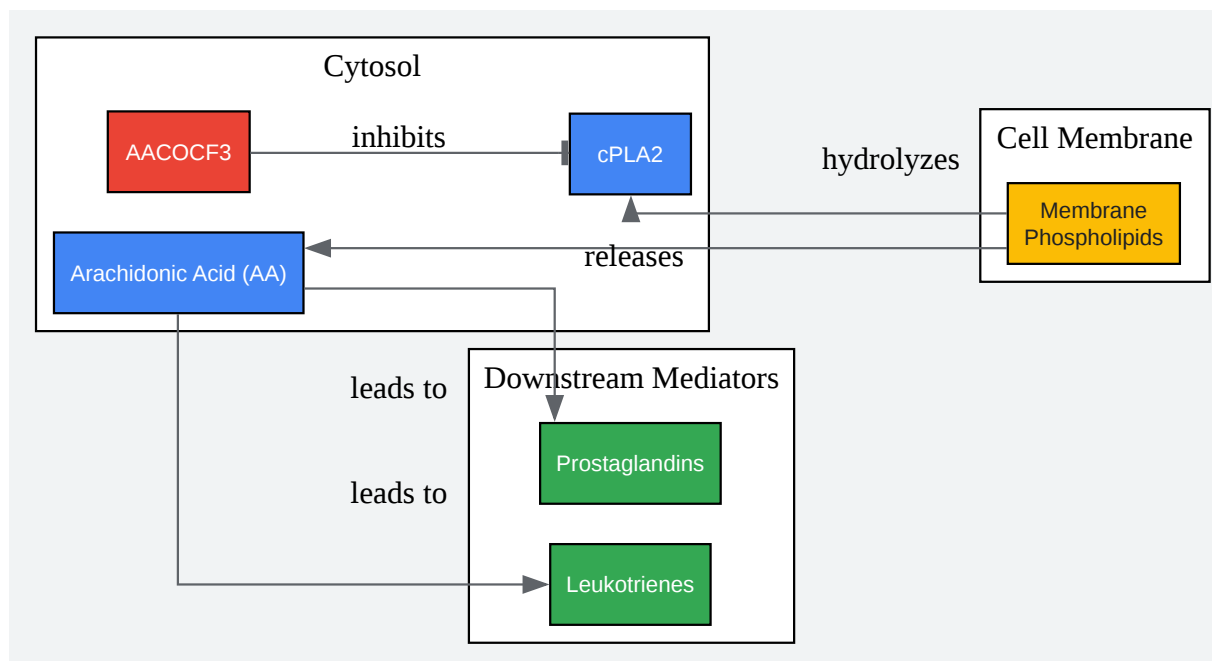 Cytosol
AACOCF3
inhibits
cPLA2
hydrolyzes
Cell Membrane
Membrane
Phospholipids
releases
Arachidonic Acid (AA)
leads to
Downstream Mediators
Prostaglandins
leads to
Leukotrienes